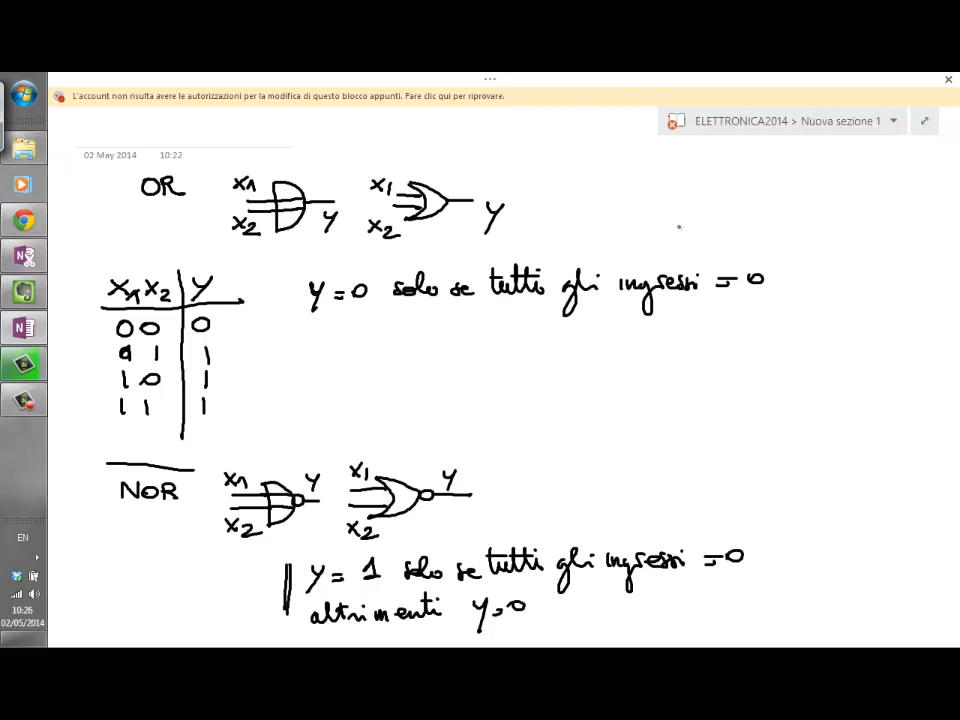 L'account non risulta avere le autorizzazioni per la modifica di questo blocco appunti. Fare clic qui per riprovare.
ELETTRONICA2014 > Nuova sezione 1
02 May 2014 10:22
OR X1 X2 Y X1 X2 Y
X1 X2 Y
Y = 0 solo se tutti gli ingressi = 0
0 0 0
0 1 1
1 0 1
1 1 1
NOR X1 X2 Y X1 X2 Y
Y = 1 solo se tutti gli ingressi = 0
altrimenti Y=0
EN
10:26
02/05/2014